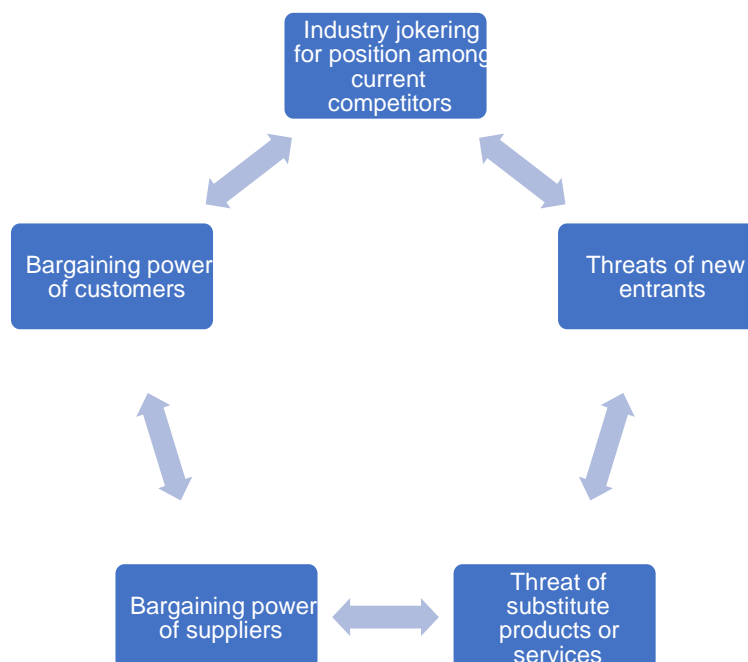 Industry jokering
for position among
current
competitors
Threats of new
entrants
Threat of
substitute
products or
services
Bargaining power
of suppliers
Bargaining power
of customers